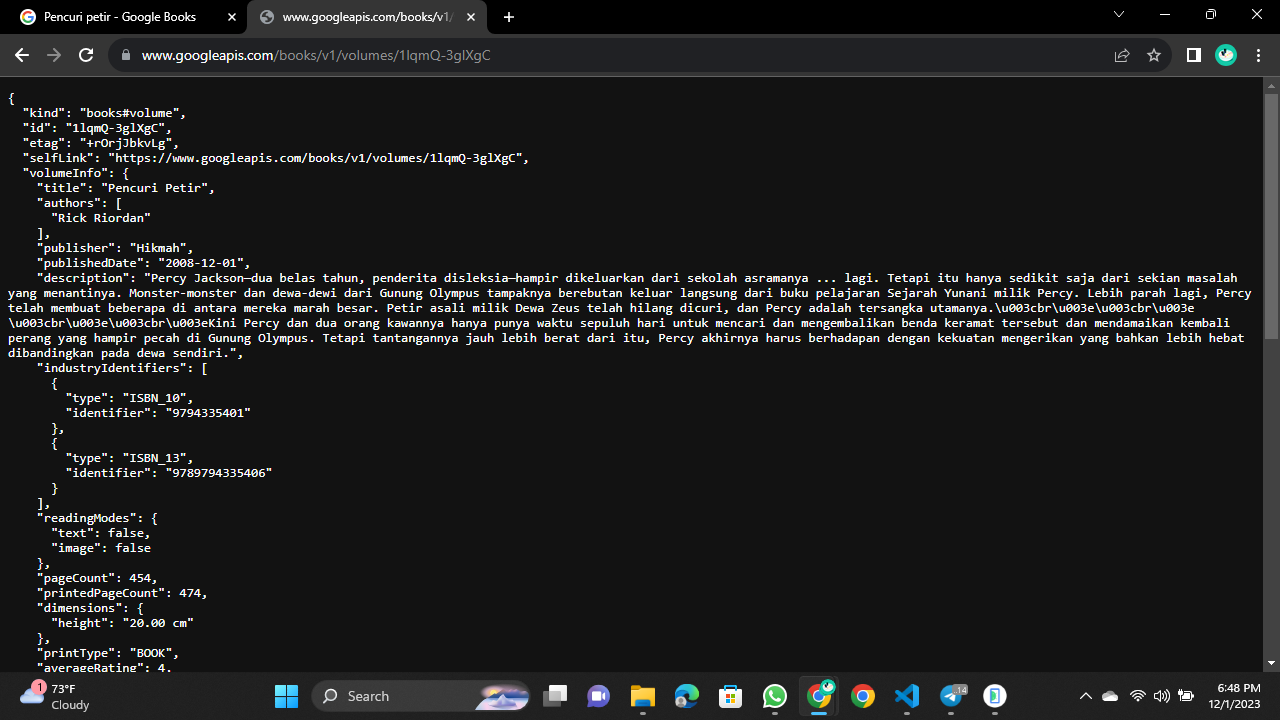 Pencuri petir - Google Books
www.googleapis.com/books/v1/
www.googleapis.com/books/v1/volumes/1lqmQ-3glXgC
{
"kind": "books#volume",
"id": "1lqmQ-3glXgC",
"etag": "+rOrjJbkvLg",
"selfLink": "https://www.googleapis.com/books/v1/volumes/1lqmQ-3glXgC",
"volumeInfo": {
"title": "Pencuri Petir",
"authors": [
"Rick Riordan"
],
"publisher": "Hikmah",
"publishedDate": "2008-12-01",
"description": "Percy Jackson—dua belas tahun, penderita disleksia—hampir dikeluarkan dari sekolah asramanya ... lagi. Tetapi itu hanya sedikit saja dari sekian masalah
yang menantinya. Monster-monster dan dewa-dewi dari Gunung Olympus tampaknya berebutan keluar langsung dari buku pelajaran Sejarah Yunani milik Percy. Lebih parah lagi, Percy
telah membuat beberapa di antara mereka marah besar. Petir asali milik Dewa Zeus telah hilang dicuri, dan Percy adalah tersangka utamanya.\u003cbr\u003e\u003cbr\u003e
\u003cbr\u003e\u003cbr\u003eKini Percy dan dua orang kawannya hanya punya waktu sepuluh hari untuk mencari dan mengembalikan benda keramat tersebut dan mendamaikan kembali
perang yang hampir pecah di Gunung Olympus. Tetapi tantangannya jauh lebih berat dari itu, Percy akhirnya harus berhadapan dengan kekuatan mengerikan yang bahkan lebih hebat
dibandingkan pada dewa sendiri.",
"industryIdentifiers": [
{
"type": "ISBN_10",
"identifier": "9794335401"
},
{
"type": "ISBN_13",
"identifier": "9789794335406"
}
],
"readingModes": {
"text": false,
"image": false
},
"pageCount": 454,
"printedPageCount": 474,
"dimensions": {
"height": "20.00 cm"
},
"printType": "BOOK",
"averageRating": 4,
1
73°F
Cloudy
Search
14
6:48 PM
12/1/2023